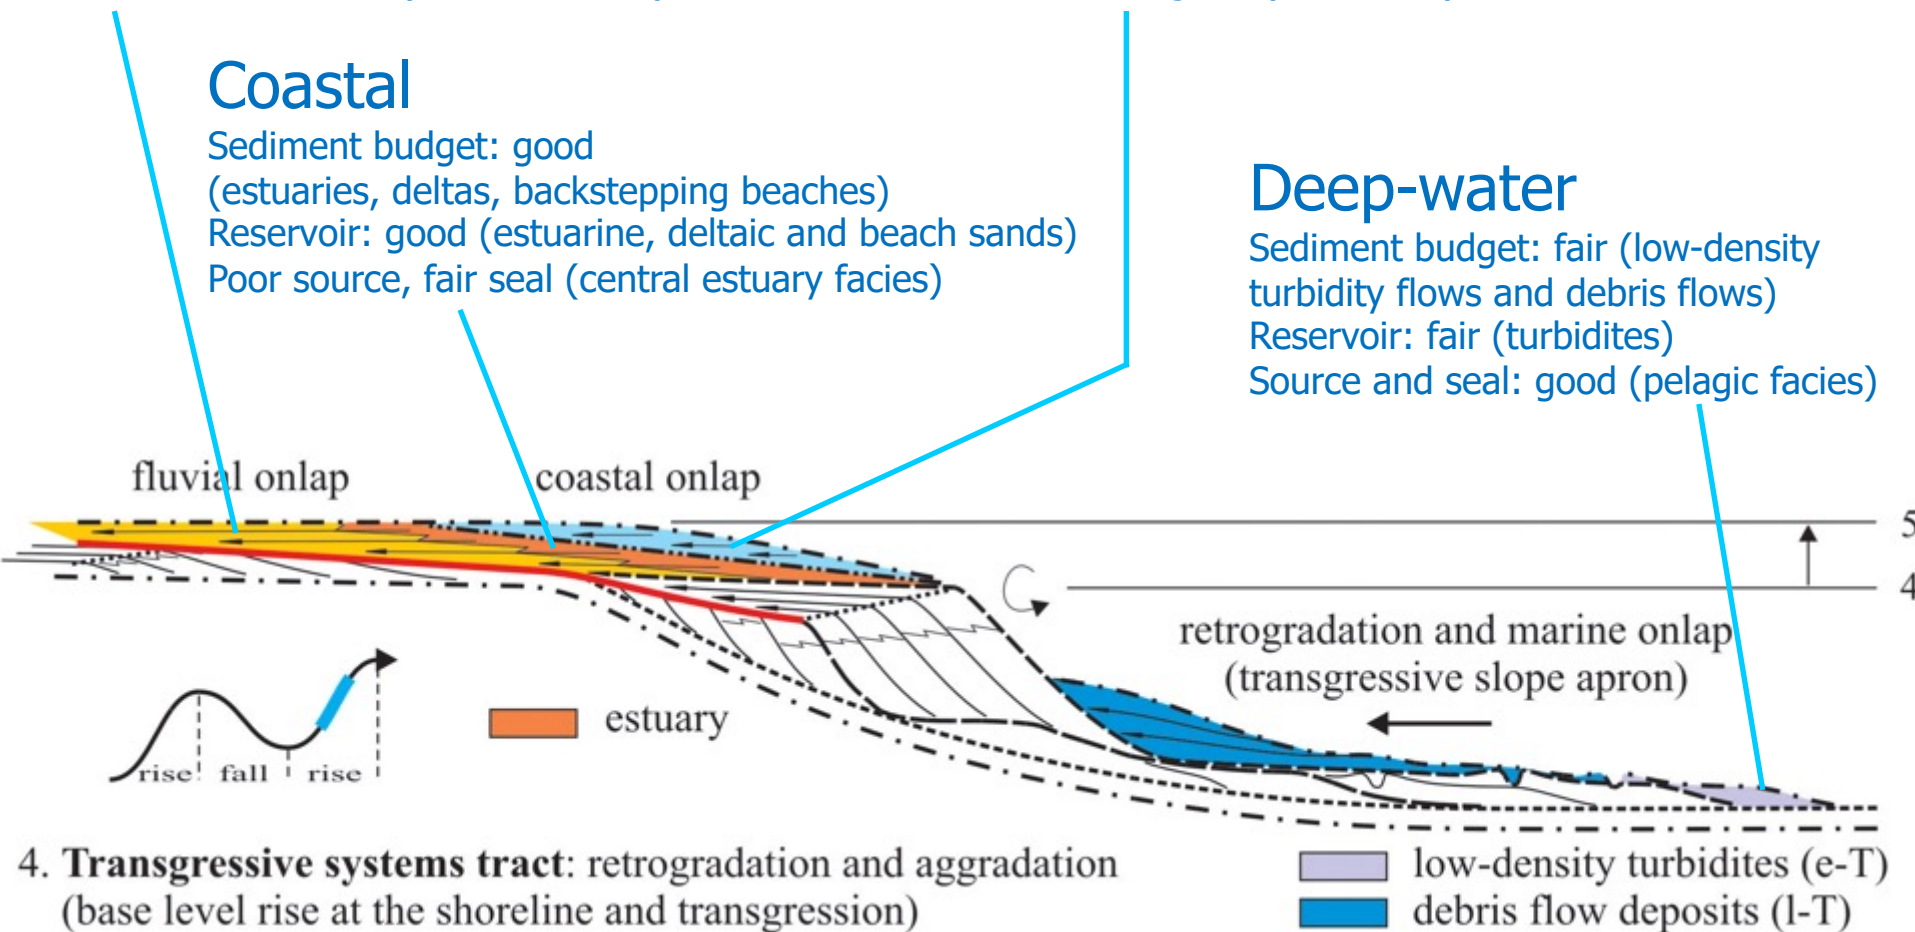 Coastal
Sediment budget: good
(estuaries, deltas, backstepping beaches)
Reservoir: good (estuarine, deltaic and beach sands)
Poor source, fair seal (central estuary facies)
Deep-water
Sediment budget: fair (low-density
turbidity flows and debris flows)
Reservoir: fair (turbidites)
Source and seal: good (pelagic facies)
fluvial onlap
coastal onlap
5
4
retrogradation and marine onlap
(transgressive slope apron)
rise fall rise
estuary
4. Transgressive systems tract: retrogradation and aggradation
(base level rise at the shoreline and transgression)
low-density turbidites (e-T)
debris flow deposits (l-T)